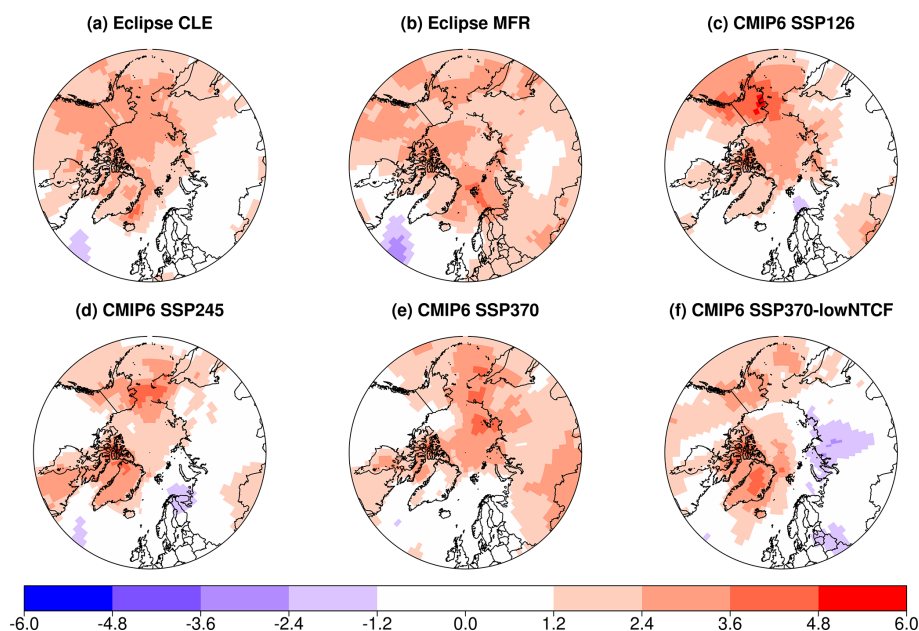 (a) Eclipse CLE
(b) Eclipse MFR
(c) CMIP6 SSP126
(d) CMIP6 SSP245
(e) CMIP6 SSP370
(f) CMIP6 SSP370-lowNTCF
-6.0 -4.8 -3.6 -2.4 -1.2 0.0 1.2 2.4 3.6 4.8 6.0